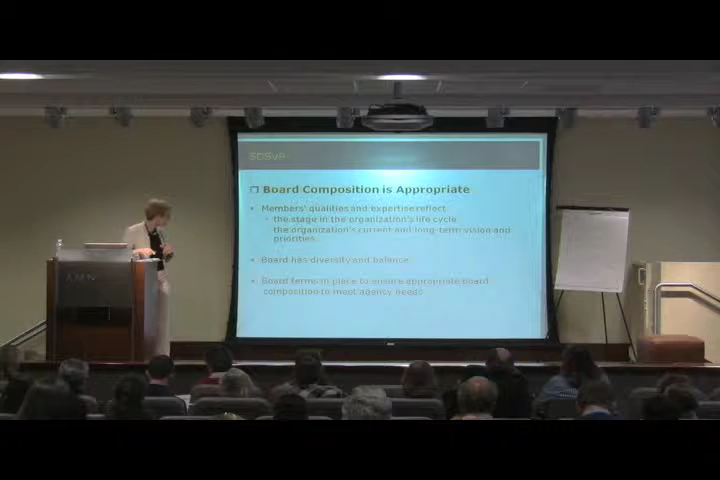 SDSVP
Board Composition is Appropriate
Members' qualities and expertise reflect
the stage in the organization's life cycle
the organization's current and long-term vision and
priorities.
Board has diversity and balance
Board terms in place to ensure appropriate board
composition to meet agency needs